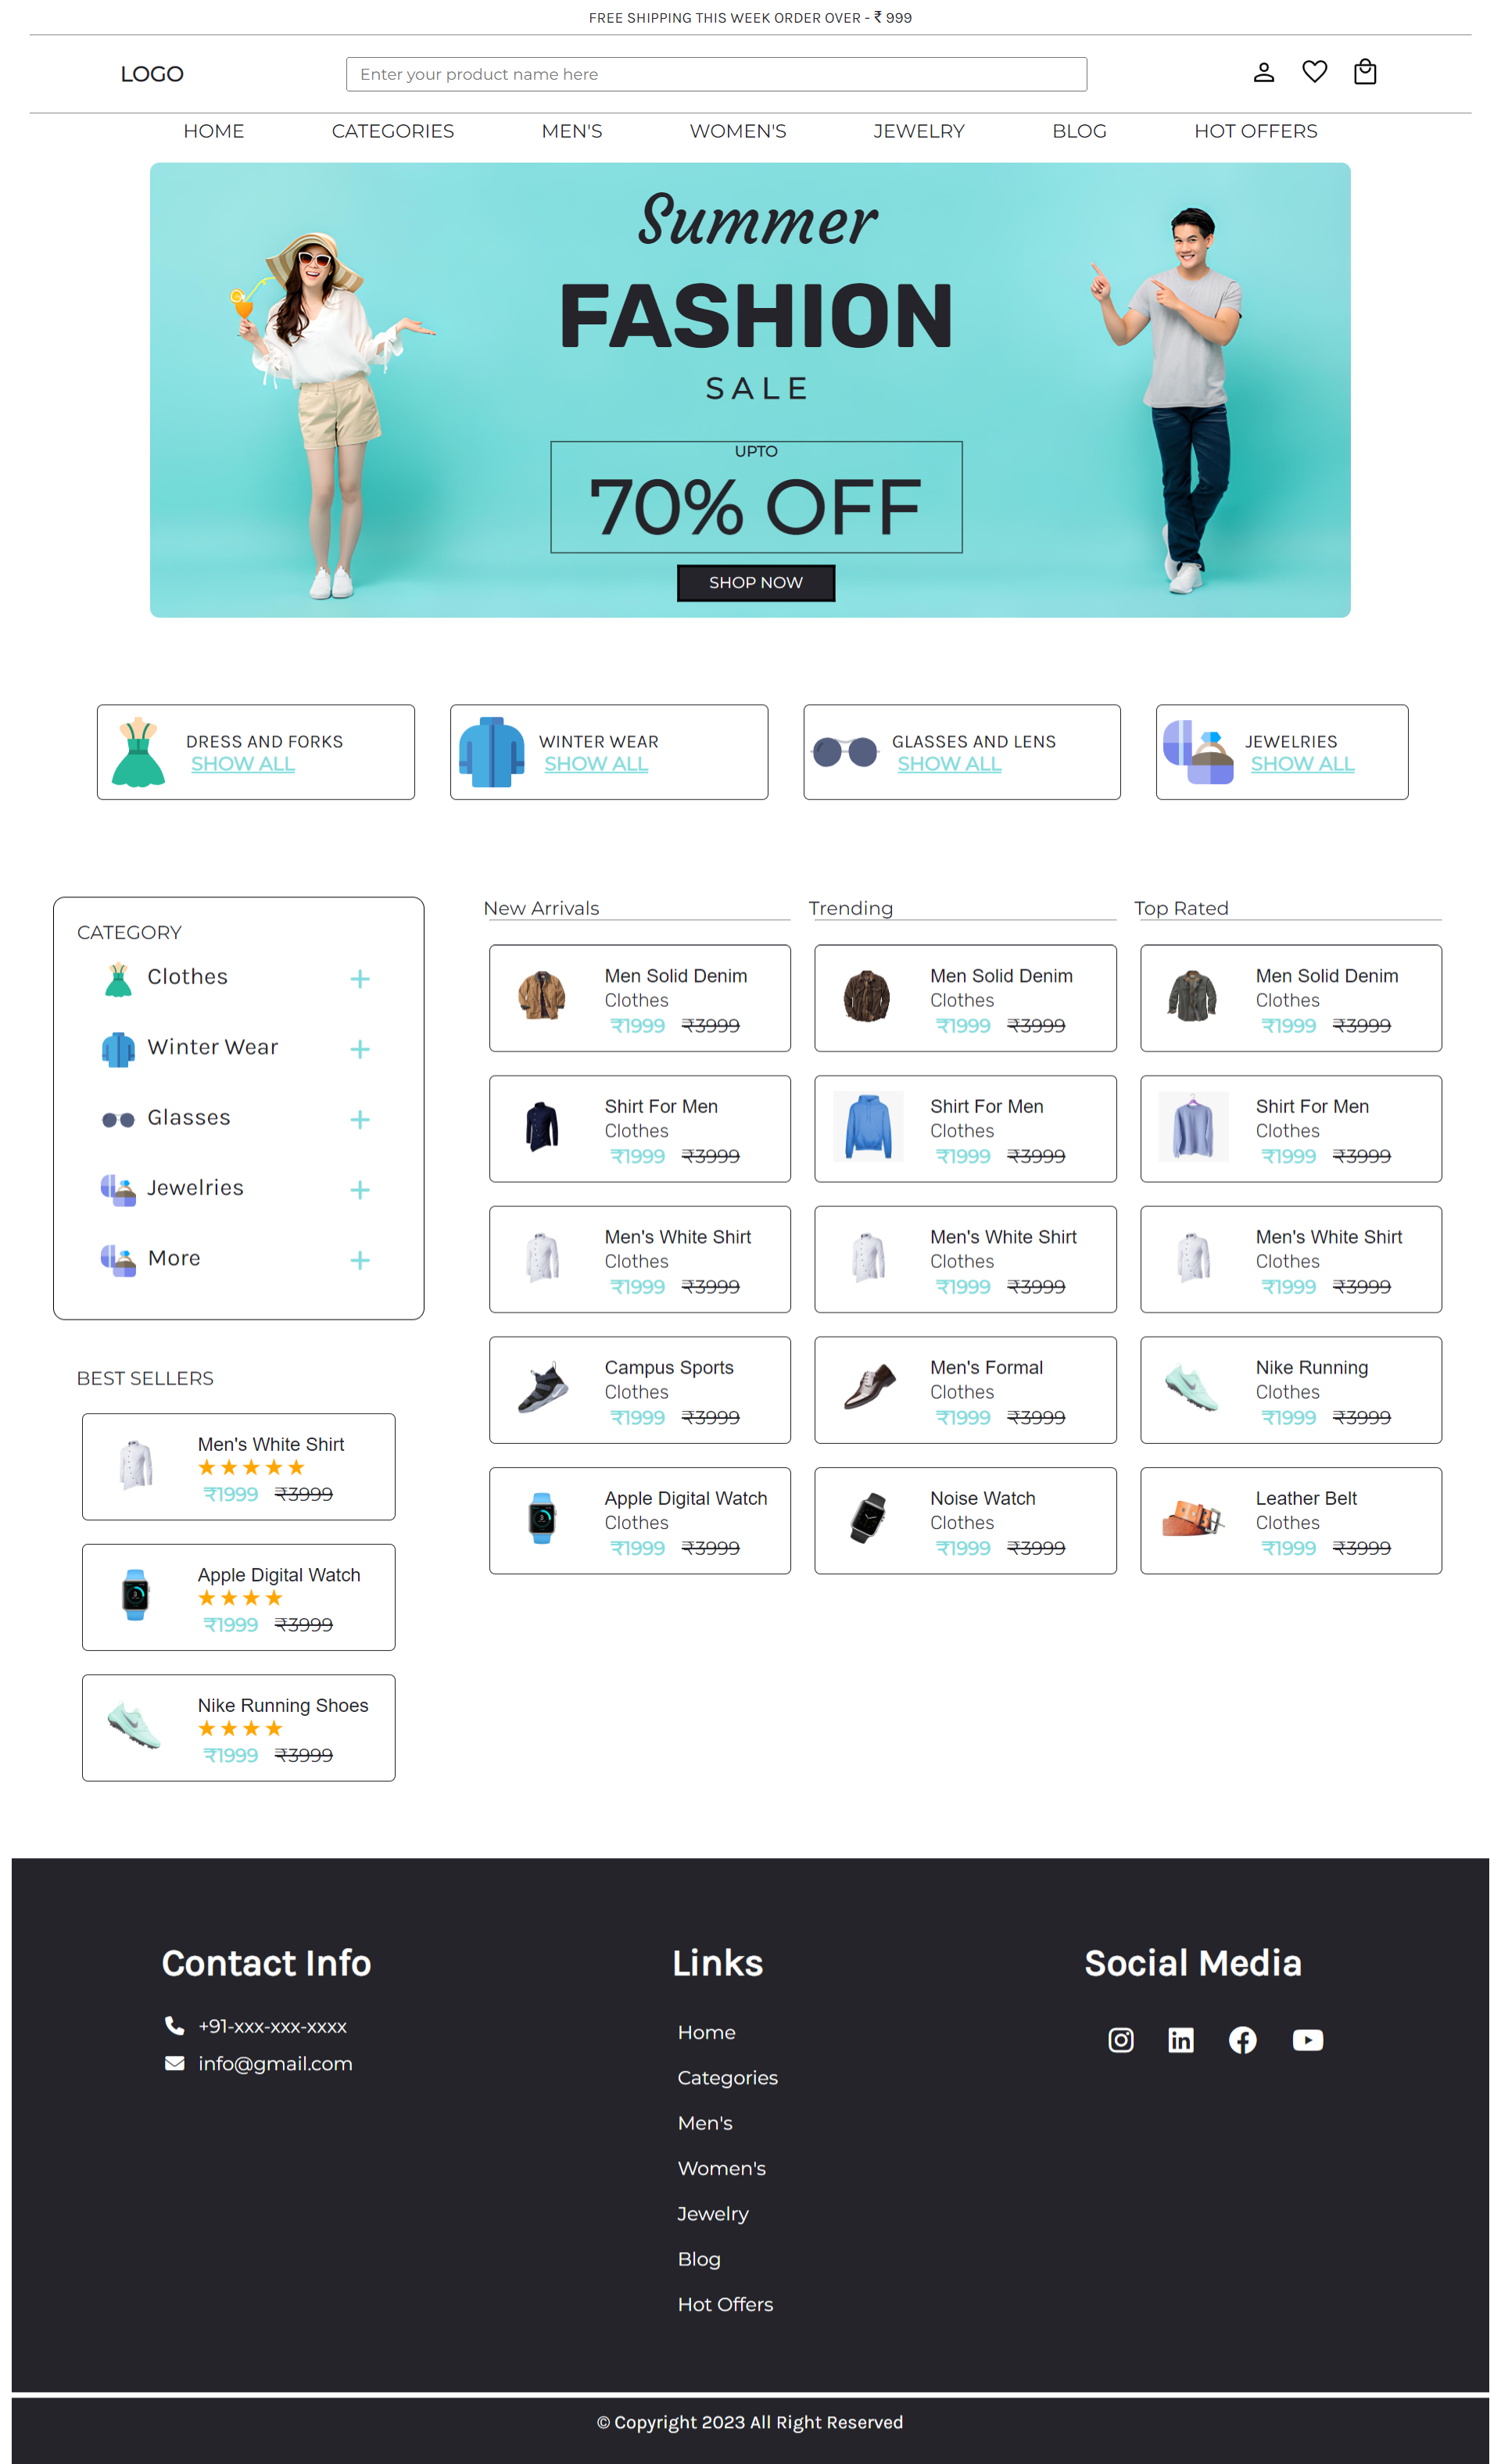 FREE SHIPPING THIS WEEK ORDER OVER - ₹ 999
LOGO
Enter your product name here
HOME CATEGORIES MEN'S WOMEN'S JEWELRY BLOG HOT OFFERS
Summer
FASHION
SALE
UPTO
70% OFF
SHOP NOW
DRESS AND FORKS
SHOW ALL
WINTER WEAR
SHOW ALL
GLASSES AND LENS
SHOW ALL
JEWELRIES
SHOW ALL
CATEGORY
Clothes +
Winter Wear +
Glasses +
Jewelries +
More +
BEST SELLERS
Men's White Shirt
★★★★★
₹1999 ₹3999
Apple Digital Watch
★★★★
₹1999 ₹3999
Nike Running Shoes
★★★★
₹1999 ₹3999
New Arrivals
Men Solid Denim
Clothes
₹1999 ₹3999
Shirt For Men
Clothes
₹1999 ₹3999
Men's White Shirt
Clothes
₹1999 ₹3999
Campus Sports
Clothes
₹1999 ₹3999
Apple Digital Watch
Clothes
₹1999 ₹3999
Trending
Men Solid Denim
Clothes
₹1999 ₹3999
Shirt For Men
Clothes
₹1999 ₹3999
Men's White Shirt
Clothes
₹1999 ₹3999
Men's Formal
Clothes
₹1999 ₹3999
Noise Watch
Clothes
₹1999 ₹3999
Top Rated
Men Solid Denim
Clothes
₹1999 ₹3999
Shirt For Men
Clothes
₹1999 ₹3999
Men's White Shirt
Clothes
₹1999 ₹3999
Nike Running
Clothes
₹1999 ₹3999
Leather Belt
Clothes
₹1999 ₹3999
Contact Info
+91-xxx-xxx-xxxx
info@gmail.com
Links
Home
Categories
Men's
Women's
Jewelry
Blog
Hot Offers
Social Media
© Copyright 2023 All Right Reserved